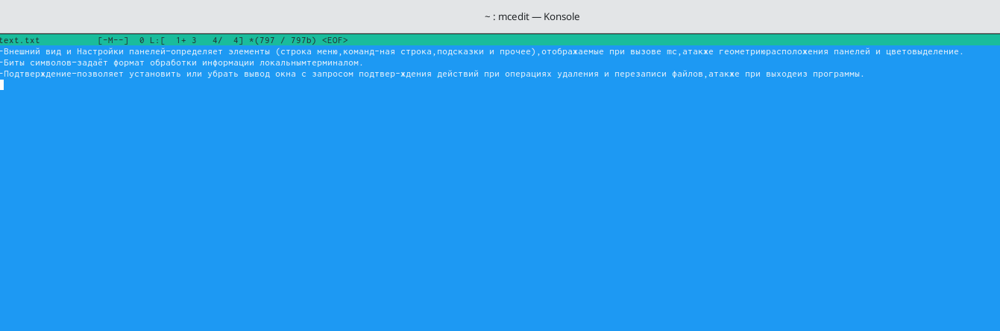 ~ : mcedit — Konsole
text.txt [-M--] 0 L:[ 1+ 3 4/ 4] *(797 / 797b) <EOF>
-Внешний вид и Настройки панелей-определяет элементы (строка меню,команд-ная строка,подсказки и прочее),отображаемые при вызове mc,атакже геометриюрасположения панелей и цветовыделение.
-Биты символов-задаёт формат обработки информации локальнымтерминалом.
-Подтверждение-позволяет установить или убрать вывод окна с запросом подтвер-ждения действий при операциях удаления и перезаписи файлов,атакже при выходеиз программы.